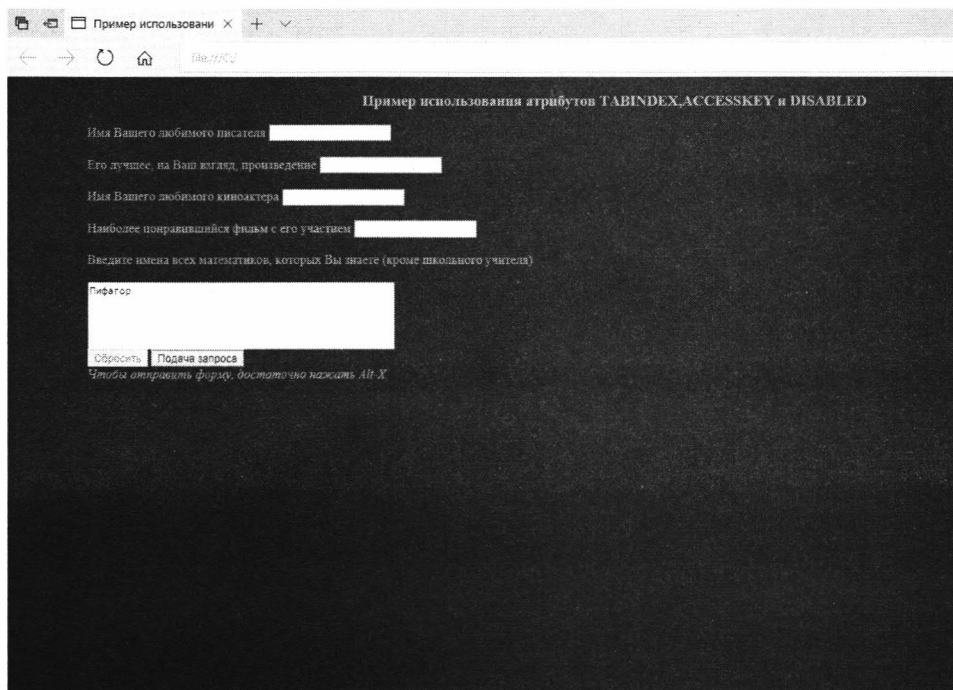 Пример использовани
file:///C:/
Пример использования атрибутов TABINDEX,ACCESSKEY и DISABLED
Имя Вашего любимого писателя
Его лучшее, на Ваш взгляд, произведение
Имя Вашего любимого киноактера
Наиболее понравившийся фильм с его участием
Введите имена всех математиков, которых Вы знаете (кроме школьного учителя)
Пифагор
Сбросить Подача запроса
Чтобы отправить форму, достаточно нажать Alt-X